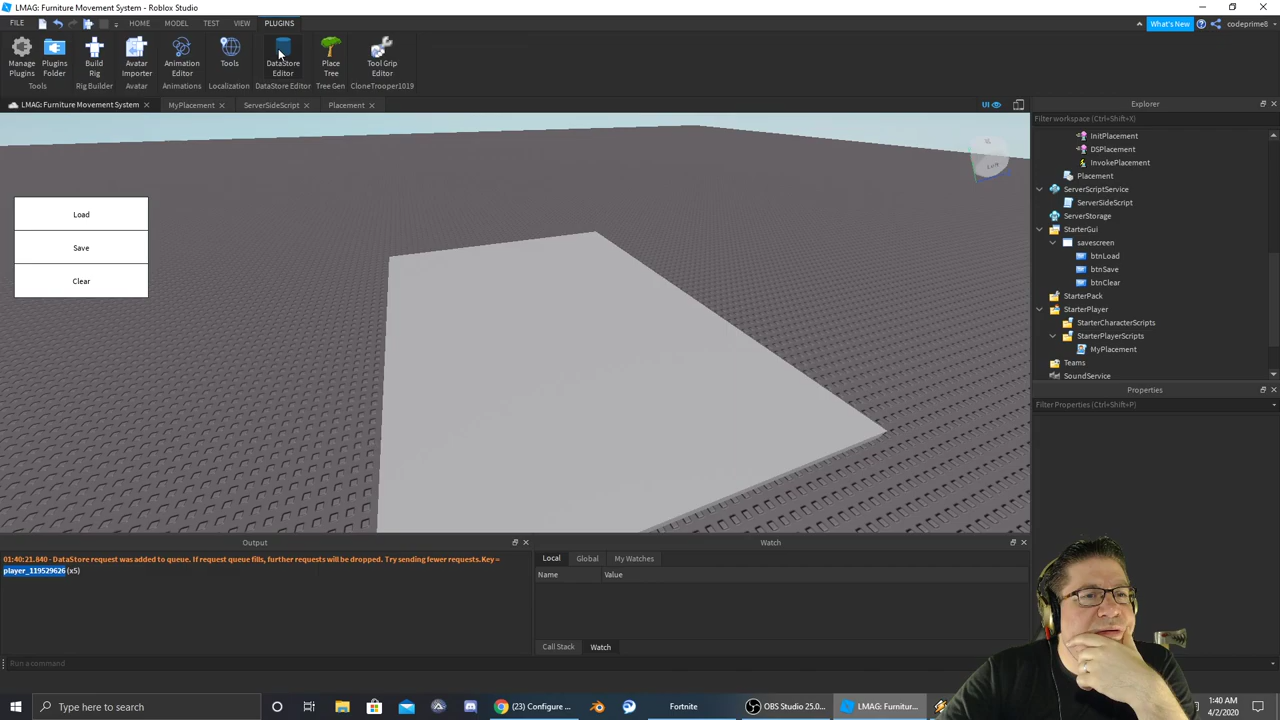 LMAG: Furniture Movement System - Roblox Studio
FILE HOME MODEL TEST VIEW PLUGINS What's New codeprime8
Manage Plugins Plugins Folder Build Rig Avatar Importer Animation Editor Tools DataStore Editor Place Tree Tool Grip Editor
Tools Rig Builder Avatar Animations Localization DataStore Editor Tree Gen CloneTrooper1019
LMAG: Furniture Movement System MyPlacement ServerSideScript Placement UI
Load
Save
Clear
Explorer
Filter workspace (Ctrl+Shift+X)
InitPlacement
DSPlacement
InvokePlacement
Placement
ServerScriptService
ServerSideScript
ServerStorage
StarterGui
savescreen
btnLoad
btnSave
btnClear
StarterPack
StarterPlayer
StarterCharacterScripts
StarterPlayerScripts
MyPlacement
Teams
SoundService
Properties
Filter Properties (Ctrl+Shift+P)
Output
01:40:21.840 - DataStore request was added to queue. If request queue fills, further requests will be dropped. Try sending fewer requests.Key =
player_119529626 (x5)
Watch
Local Global My Watches
Name Value
Call Stack Watch
Run a command
Type here to search
(23) Configure ...
Fortnite
OBS Studio 25.0...
LMAG: Furnitur...
1:40 AM
4/2/2020